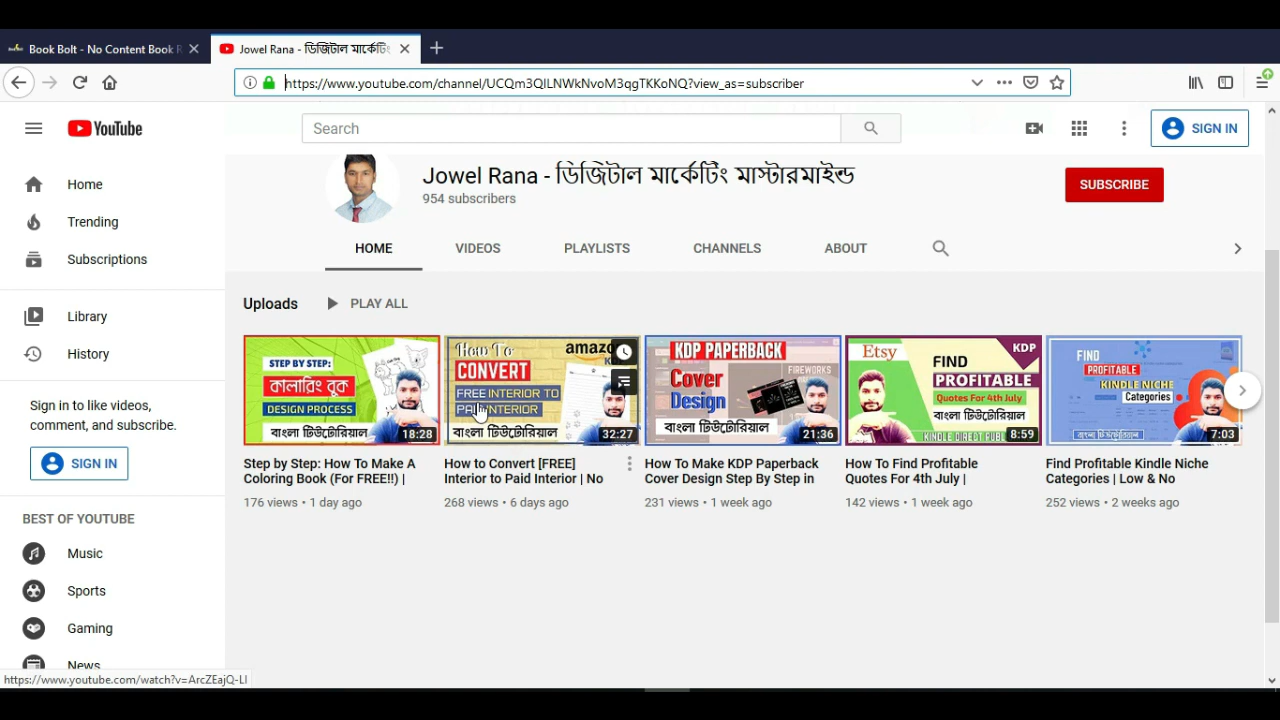 Book Bolt - No Content Book R
Jowel Rana - ডিজিটাল মার্কেটিং
https://www.youtube.com/channel/UCQm3QILNWkNvoM3qgTKKoNQ?view_as=subscriber
YouTube
Search
SIGN IN
Home
Trending
Subscriptions
Library
History
Sign in to like videos,
comment, and subscribe.
SIGN IN
BEST OF YOUTUBE
Music
Sports
Gaming
News
Jowel Rana - ডিজিটাল মার্কেটিং মাস্টারমাইন্ড
954 subscribers
SUBSCRIBE
HOME
VIDEOS
PLAYLISTS
CHANNELS
ABOUT
Uploads
PLAY ALL
STEP BY STEP:
কালারিং বুক
DESIGN PROCESS
বাংলা টিউটোরিয়াল
18:28
Step by Step: How To Make A
Coloring Book (For FREE!!) |
176 views • 1 day ago
How To
CONVERT
FREE INTERIOR TO
PAID INTERIOR
বাংলা টিউটোরিয়াল
32:27
How to Convert [FREE]
Interior to Paid Interior | No
268 views • 6 days ago
KDP PAPERBACK
Cover
Design
FIREWORKS
বাংলা টিউটোরিয়াল
21:36
How To Make KDP Paperback
Cover Design Step By Step in
231 views • 1 week ago
Etsy
KDP
FIND
PROFITABLE
Quotes For 4th July
বাংলা টিউটোরিয়াল
8:59
How To Find Profitable
Quotes For 4th July |
142 views • 1 week ago
FIND
PROFITABLE
KINDLE NICHE
Categories
বাংলা টিউটোরিয়াল
7:03
Find Profitable Kindle Niche
Categories | Low & No
252 views • 2 weeks ago
https://www.youtube.com/watch?v=ArcZEajQ-LI